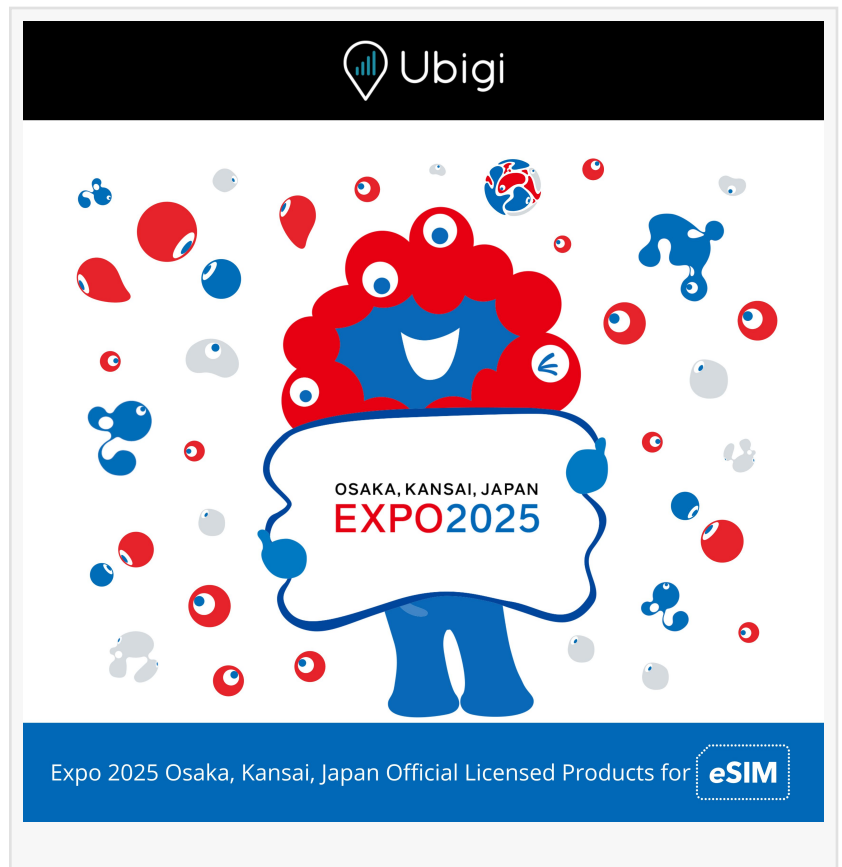 Ubigi
OSAKA, KANSAI, JAPAN
EXPO2025
Expo 2025 Osaka, Kansai, Japan Official Licensed Products for eSIM